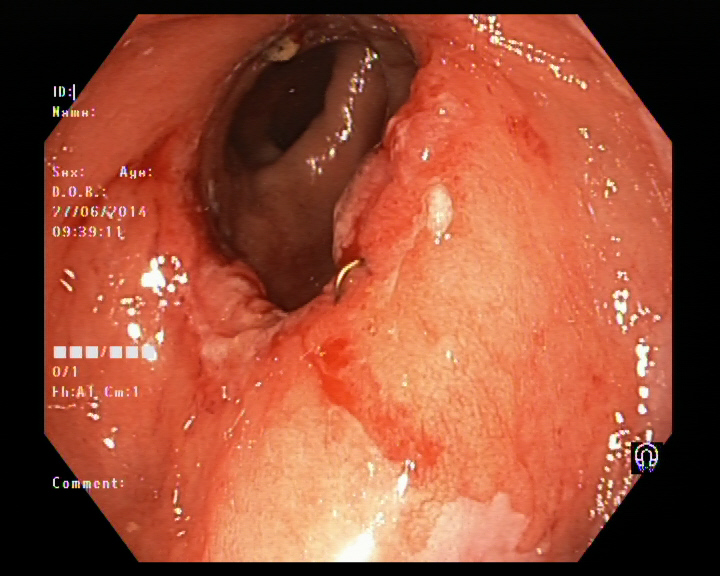 ID:
Name:
Sex: Age:
D.O.B.:
27/06/2014
09:39:11
0/1
Eh:A1 Cm:1
Comment: